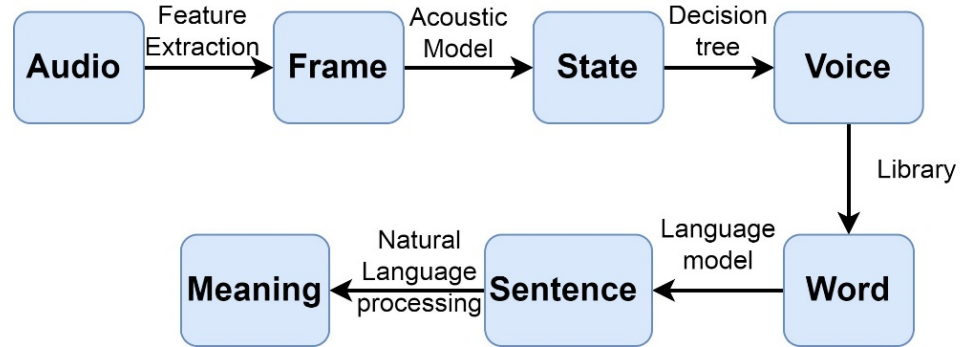 Audio
Feature
Extraction
Frame
Acoustic
Model
State
Decision
tree
Voice
Library
Word
Language
model
Sentence
Natural
Language
processing
Meaning